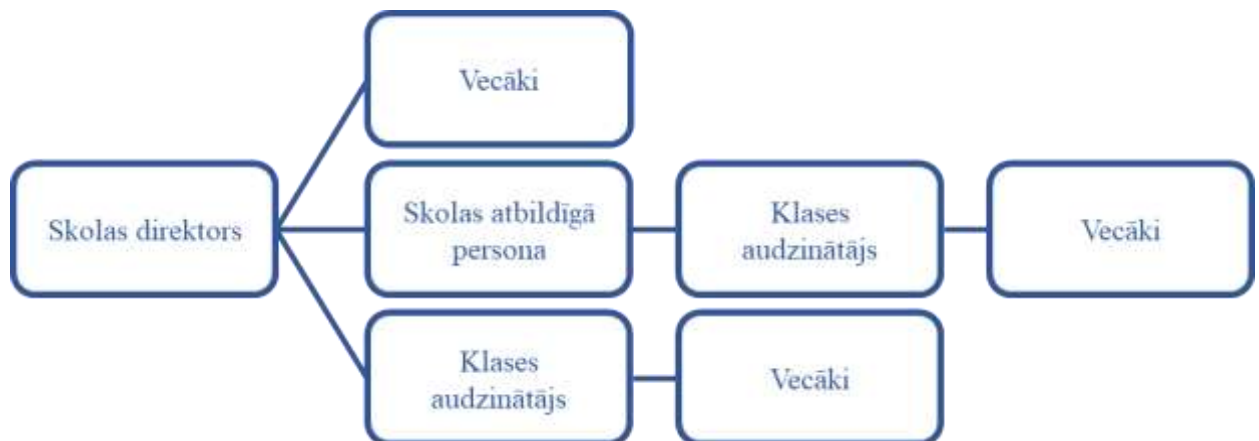 Vecāki
Skolas direktors
Skolas atbildīgā
persona
Klases
audzinātājs
Vecāki
Klases
audzinātājs
Vecāki